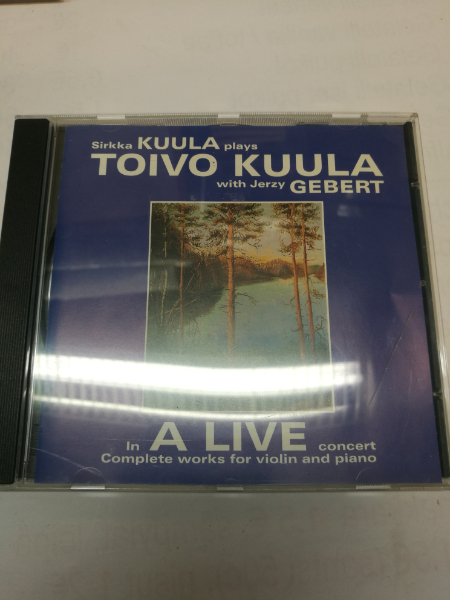 Sirkka KUULA plays
TOIVO KUULA
with Jerzy GEBERT
In A LIVE concert
Complete works for violin and piano